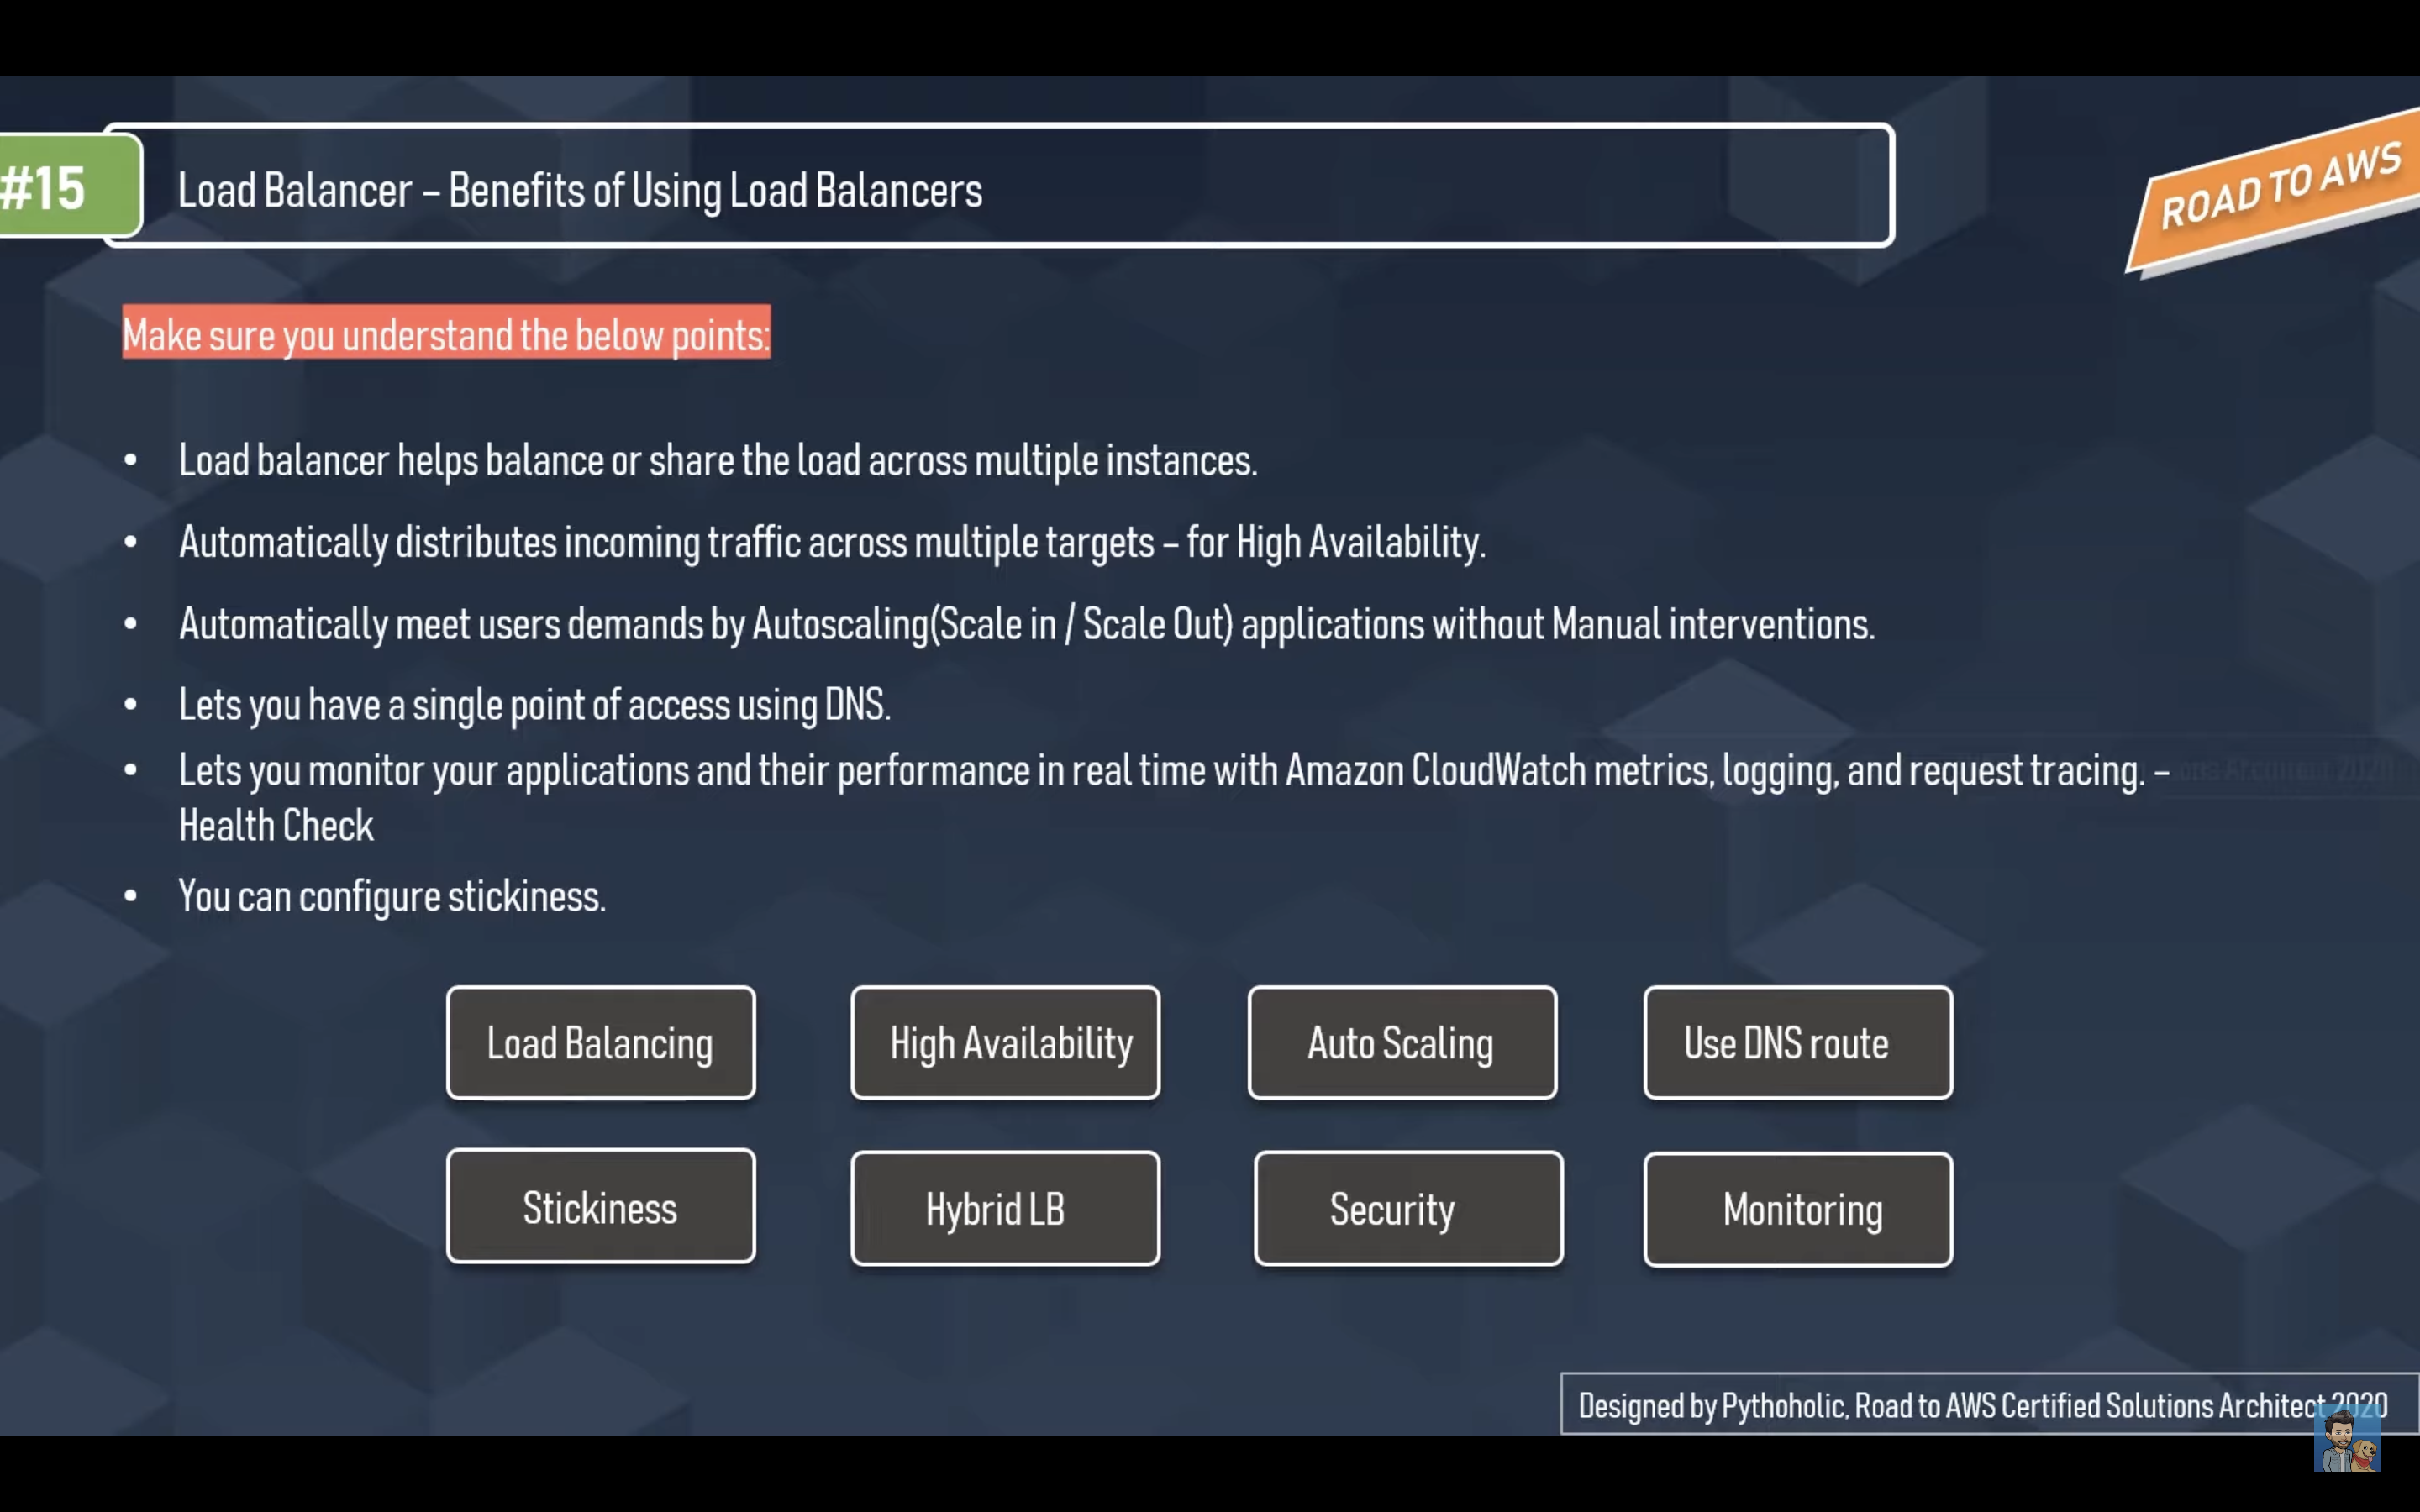 #15
Load Balancer – Benefits of Using Load Balancers
ROAD TO AWS
Make sure you understand the below points:
• Load balancer helps balance or share the load across multiple instances.
• Automatically distributes incoming traffic across multiple targets – for High Availability.
• Automatically meet users demands by Autoscaling(Scale in / Scale Out) applications without Manual interventions.
• Lets you have a single point of access using DNS.
• Lets you monitor your applications and their performance in real time with Amazon CloudWatch metrics, logging, and request tracing. –
Health Check
• You can configure stickiness.
Load Balancing
High Availability
Auto Scaling
Use DNS route
Stickiness
Hybrid LB
Security
Monitoring
Designed by Pythoholic, Road to AWS Certified Solutions Architect 2020